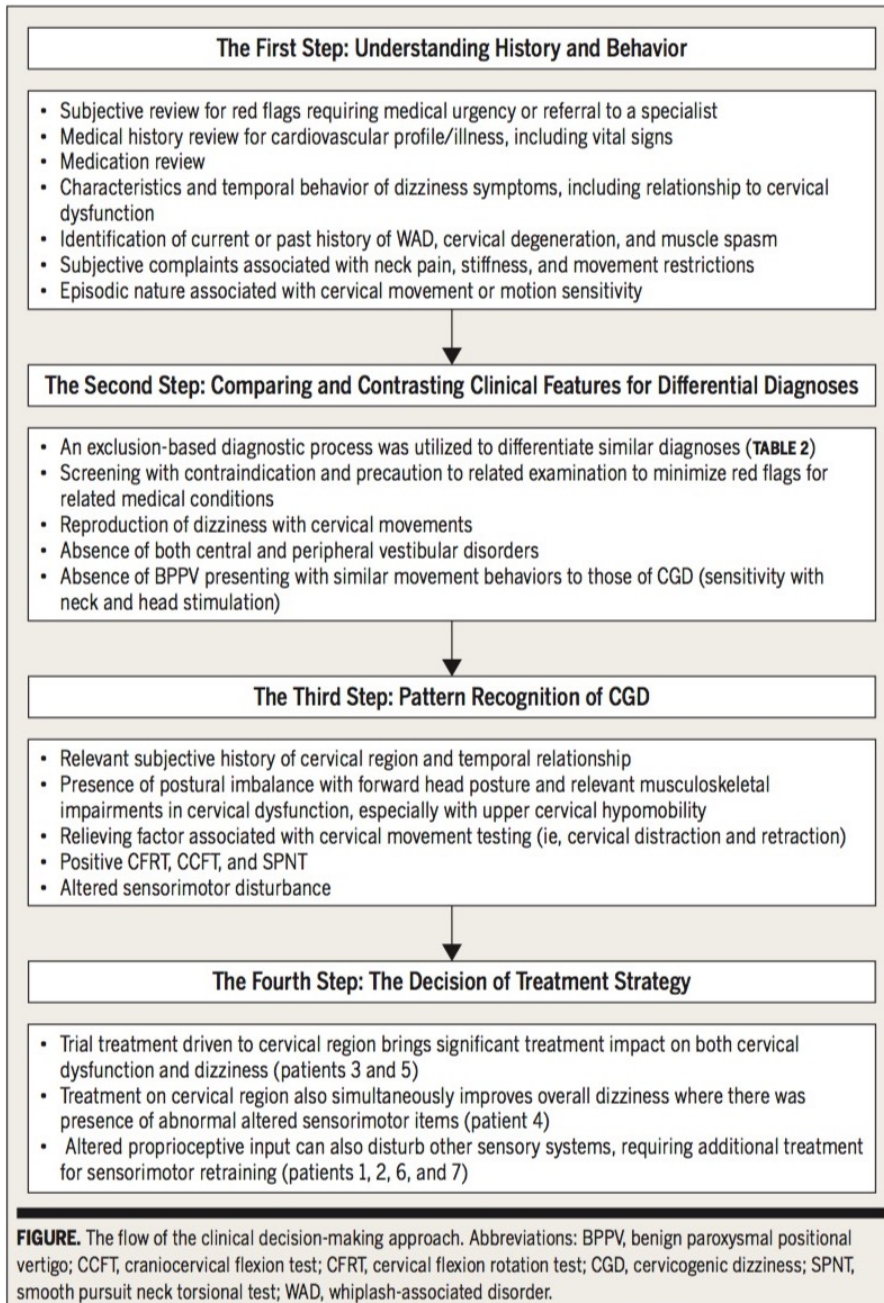 The First Step: Understanding History and Behavior
• Subjective review for red flags requiring medical urgency or referral to a specialist
• Medical history review for cardiovascular profile/illness, including vital signs
• Medication review
• Characteristics and temporal behavior of dizziness symptoms, including relationship to cervical
dysfunction
• Identification of current or past history of WAD, cervical degeneration, and muscle spasm
• Subjective complaints associated with neck pain, stiffness, and movement restrictions
• Episodic nature associated with cervical movement or motion sensitivity
The Second Step: Comparing and Contrasting Clinical Features for Differential Diagnoses
• An exclusion-based diagnostic process was utilized to differentiate similar diagnoses (TABLE 2)
• Screening with contraindication and precaution to related examination to minimize red flags for
related medical conditions
• Reproduction of dizziness with cervical movements
• Absence of both central and peripheral vestibular disorders
• Absence of BPPV presenting with similar movement behaviors to those of CGD (sensitivity with
neck and head stimulation)
The Third Step: Pattern Recognition of CGD
• Relevant subjective history of cervical region and temporal relationship
• Presence of postural imbalance with forward head posture and relevant musculoskeletal
impairments in cervical dysfunction, especially with upper cervical hypomobility
• Relieving factor associated with cervical movement testing (ie, cervical distraction and retraction)
• Positive CFRT, CCFT, and SPNT
• Altered sensorimotor disturbance
The Fourth Step: The Decision of Treatment Strategy
• Trial treatment driven to cervical region brings significant treatment impact on both cervical
dysfunction and dizziness (patients 3 and 5)
• Treatment on cervical region also simultaneously improves overall dizziness where there was
presence of abnormal altered sensorimotor items (patient 4)
• Altered proprioceptive input can also disturb other sensory systems, requiring additional treatment
for sensorimotor retraining (patients 1, 2, 6, and 7)
FIGURE. The flow of the clinical decision-making approach. Abbreviations: BPPV, benign paroxysmal positional
vertigo; CCFT, craniocervical flexion test; CFRT, cervical flexion rotation test; CGD, cervicogenic dizziness; SPNT,
smooth pursuit neck torsional test; WAD, whiplash-associated disorder.